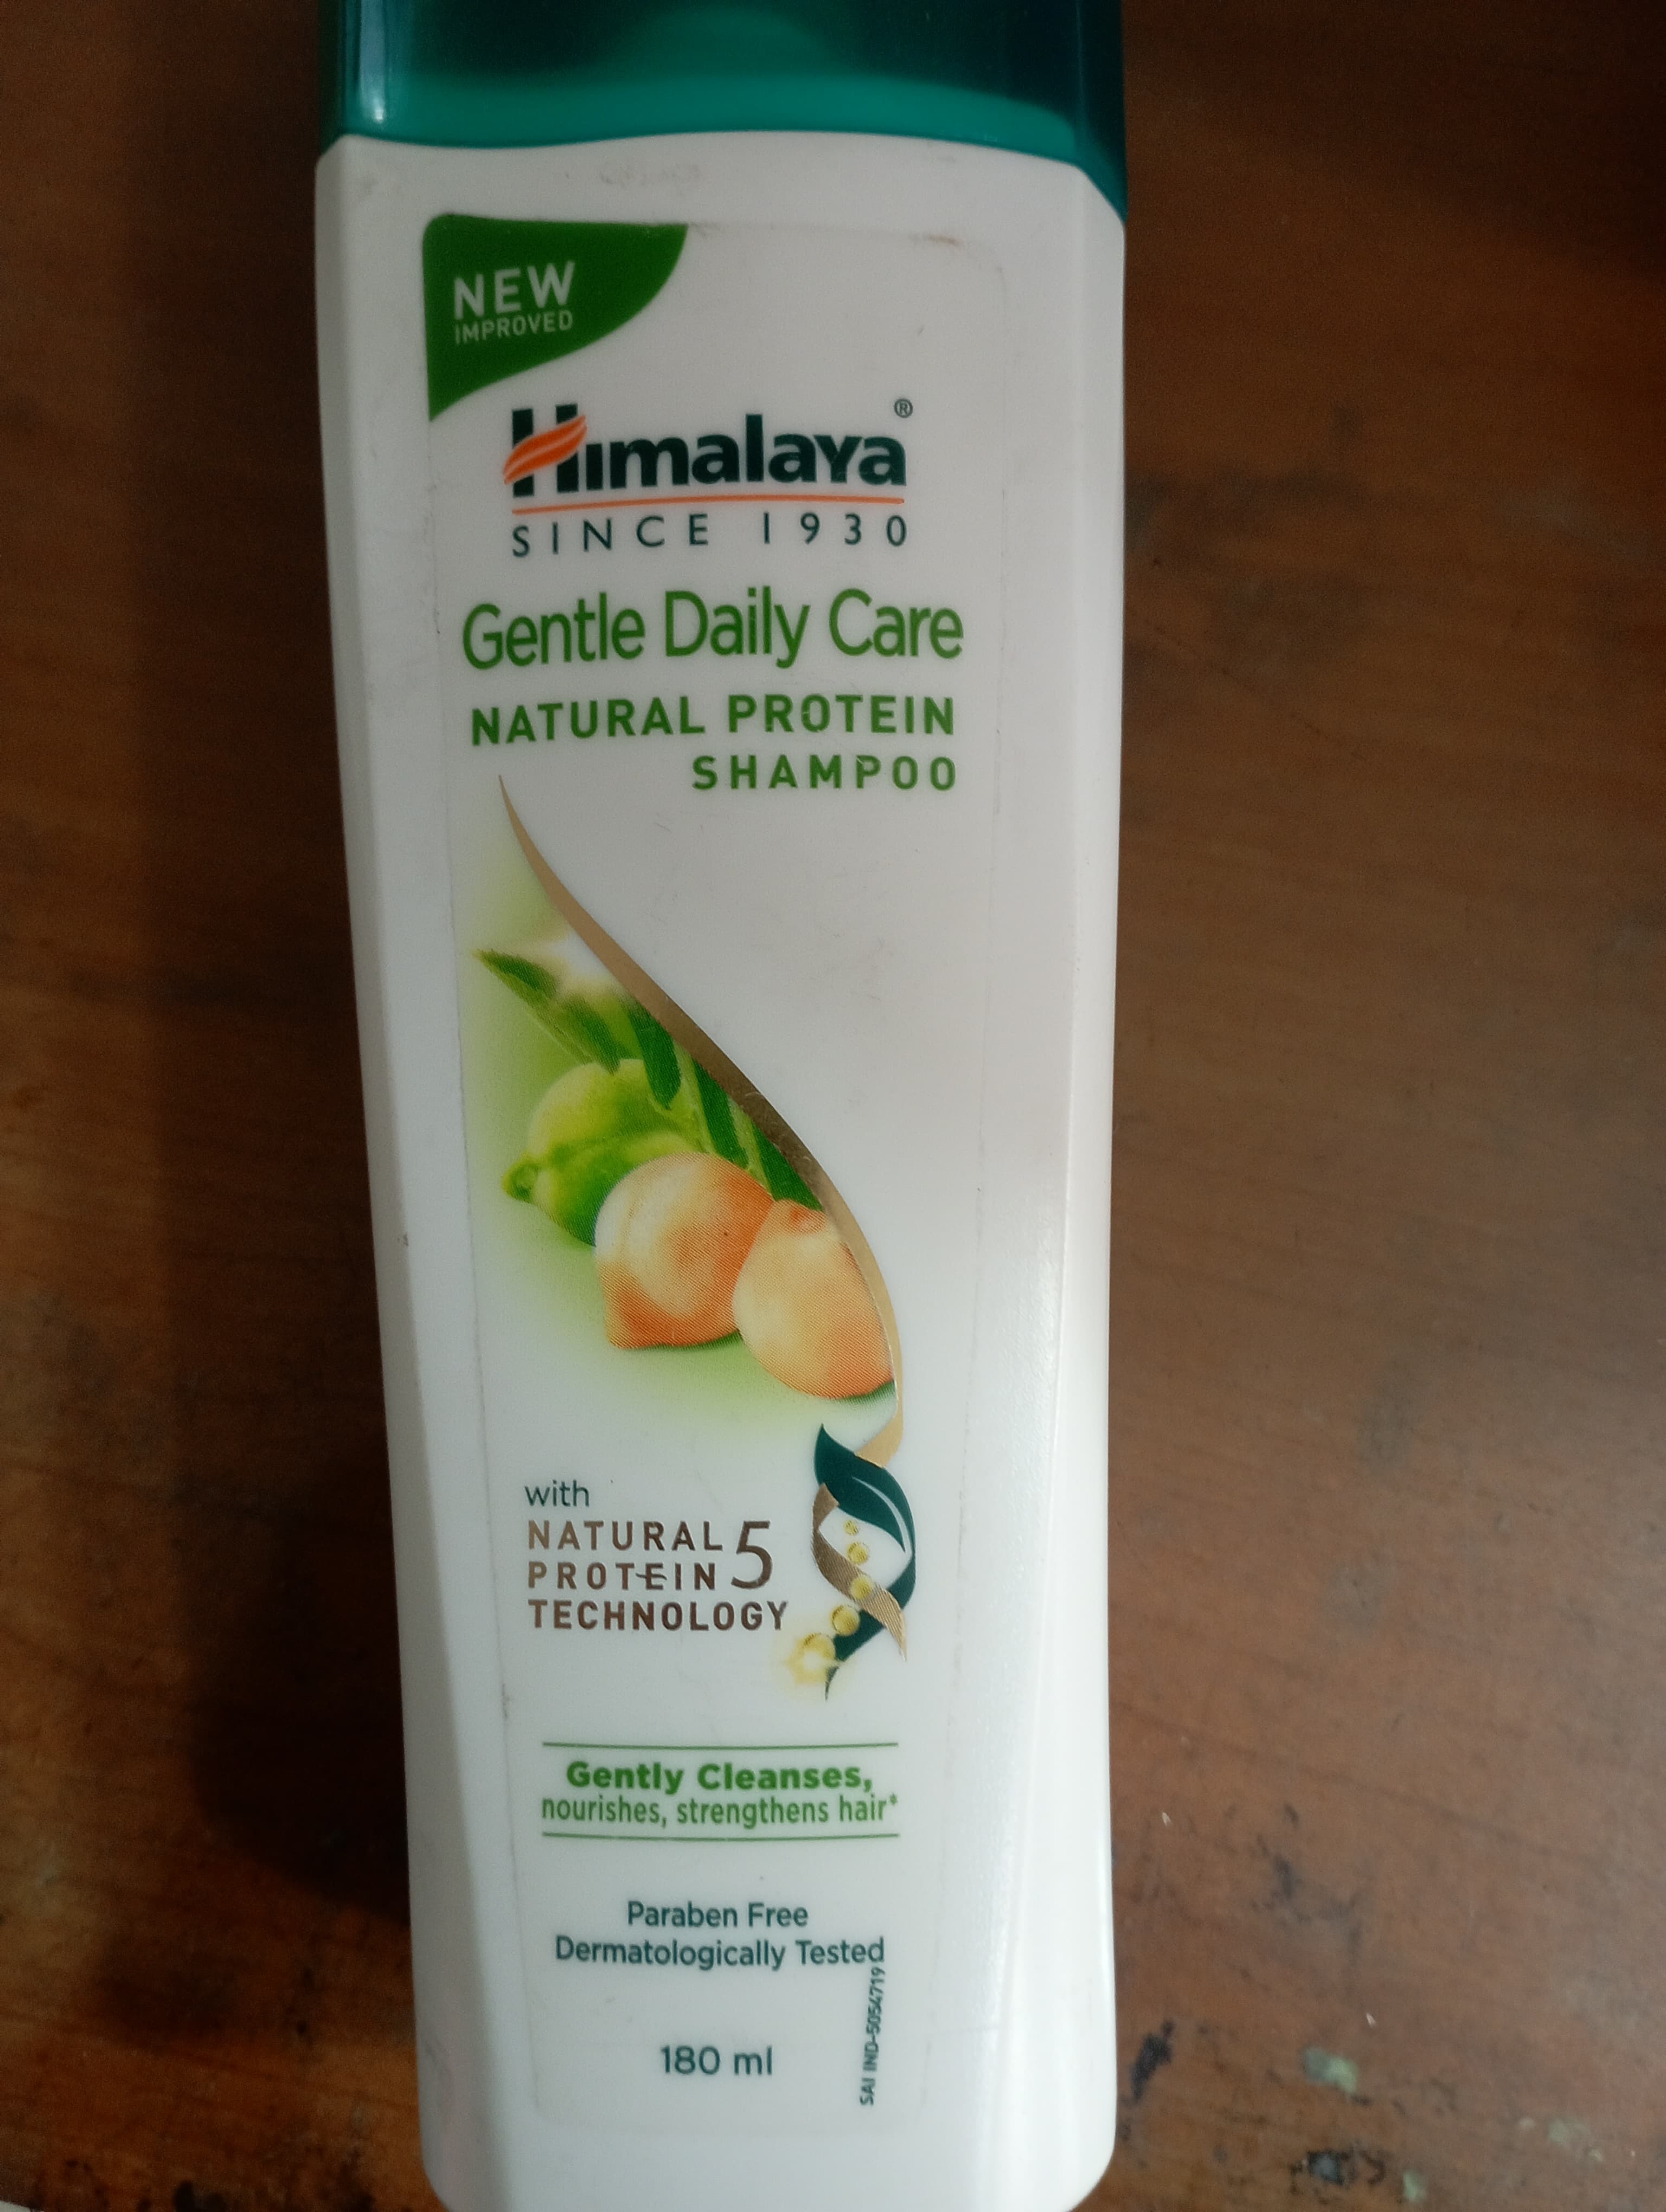 NEW
IMPROVED
Himalaya®
SINCE 1930
Gentle Daily Care
NATURAL PROTEIN
SHAMPOO
with
NATURAL 5
PROTEIN
TECHNOLOGY
Gently Cleanses,
nourishes, strengthens hair*
Paraben Free
Dermatologically Tested
180 ml
SAI IND-5054719